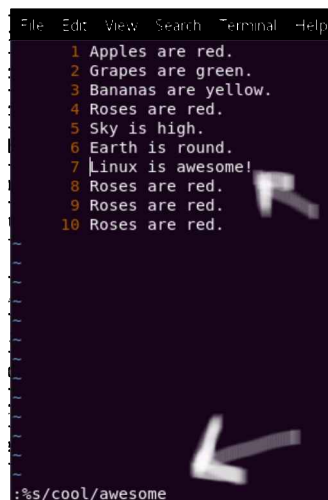 File Edit View Search Terminal Help
1 Apples are red.
2 Grapes are green.
3 Bananas are yellow.
4 Roses are red.
5 Sky is high.
6 Earth is round.
7 Linux is awesome!
8 Roses are red.
9 Roses are red.
10 Roses are red.
~
~
~
~
~
~
~
~
~
~
~
~
~
:%s/cool/awesome